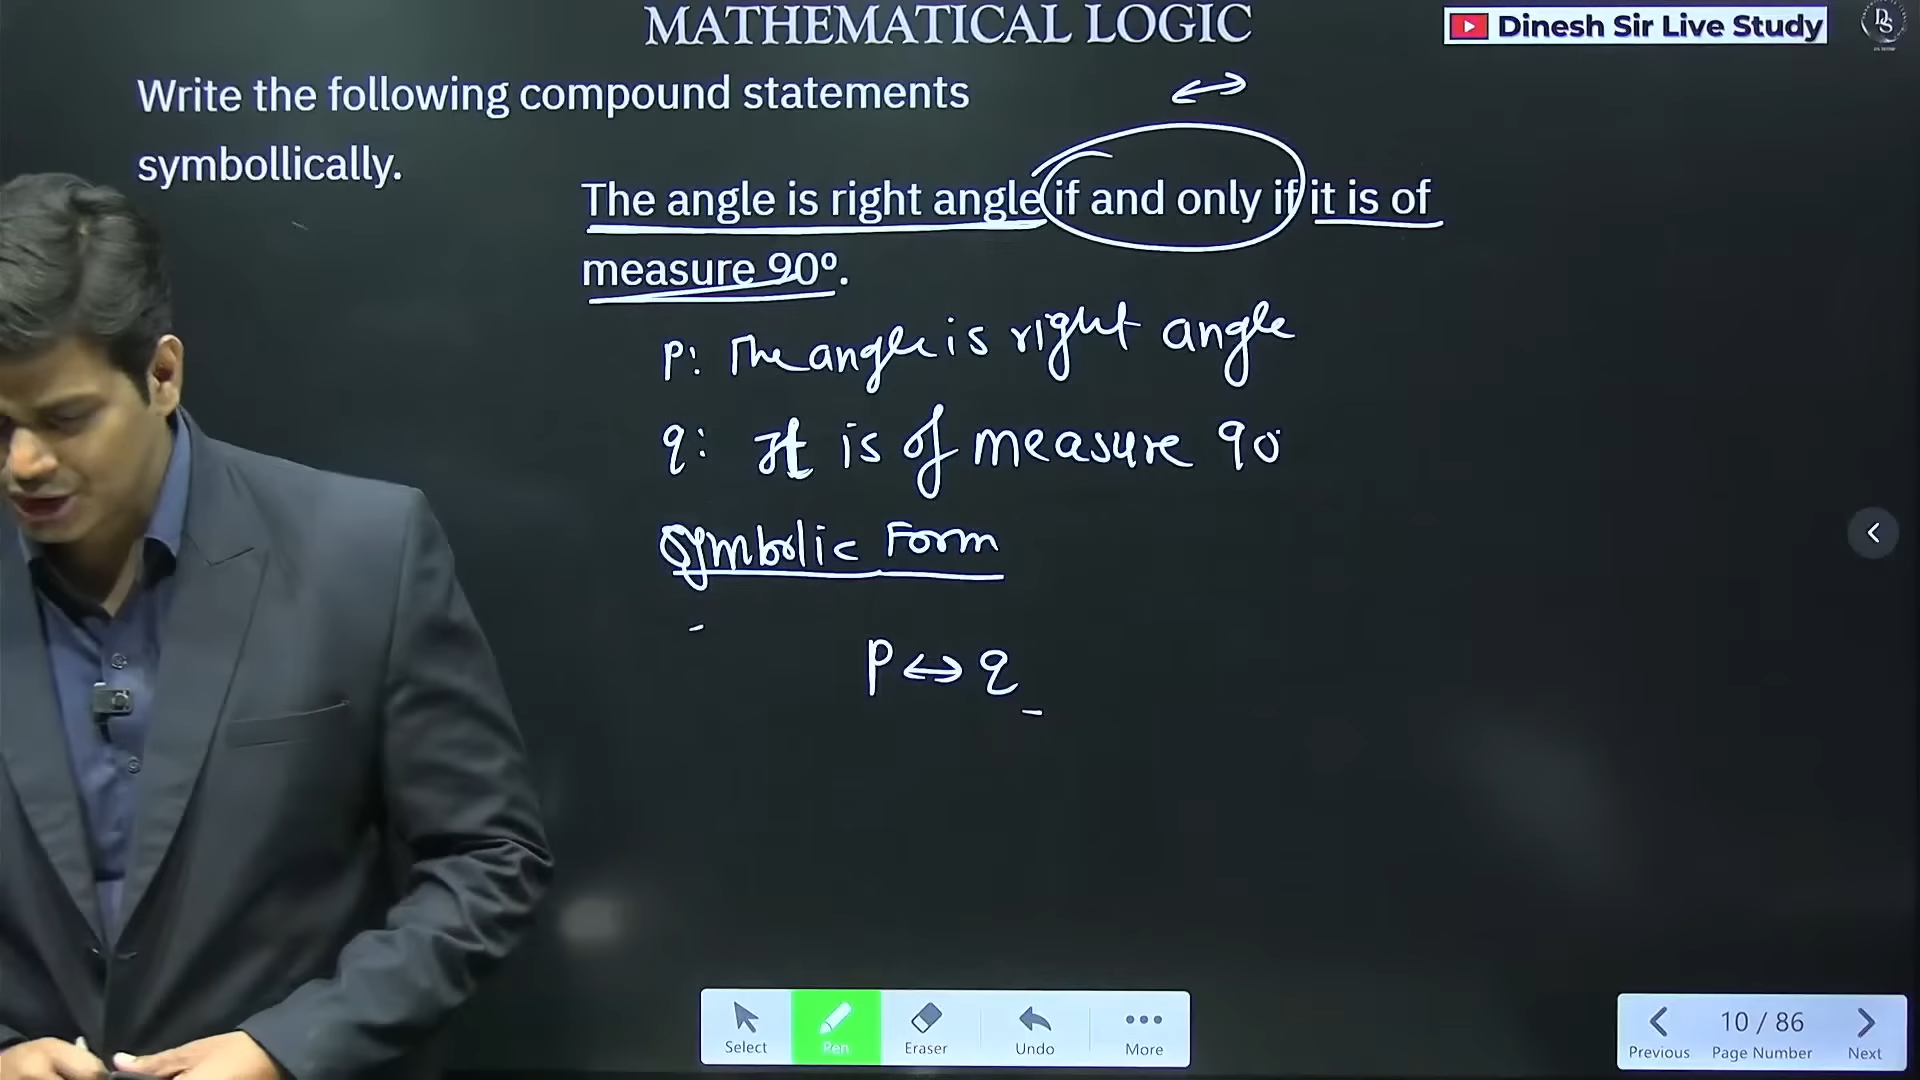 MATHEMATICAL LOGIC
Dinesh Sir Live Study
DS
Write the following compound statements
symbollically.
↔
The angle is right angle if and only if it is of
measure 90º.
p: The angle is right angle
q: It is of measure 90
Symbolic Form
p ↔ q
Select
Pen
Eraser
Undo
More
10 / 86
Previous Page Number Next